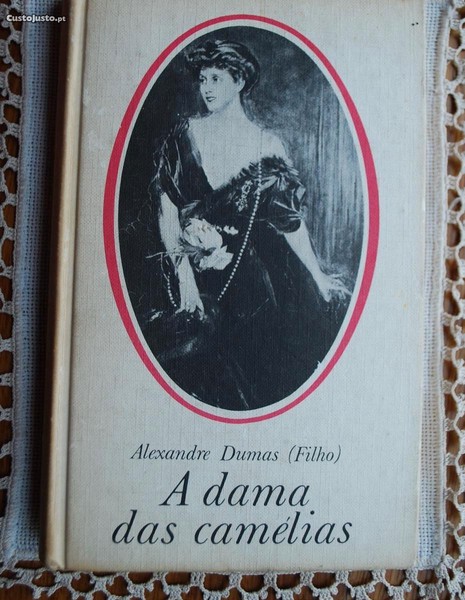 CustoJusto.pt
Alexandre Dumas (Filho)
A dama
das camélias